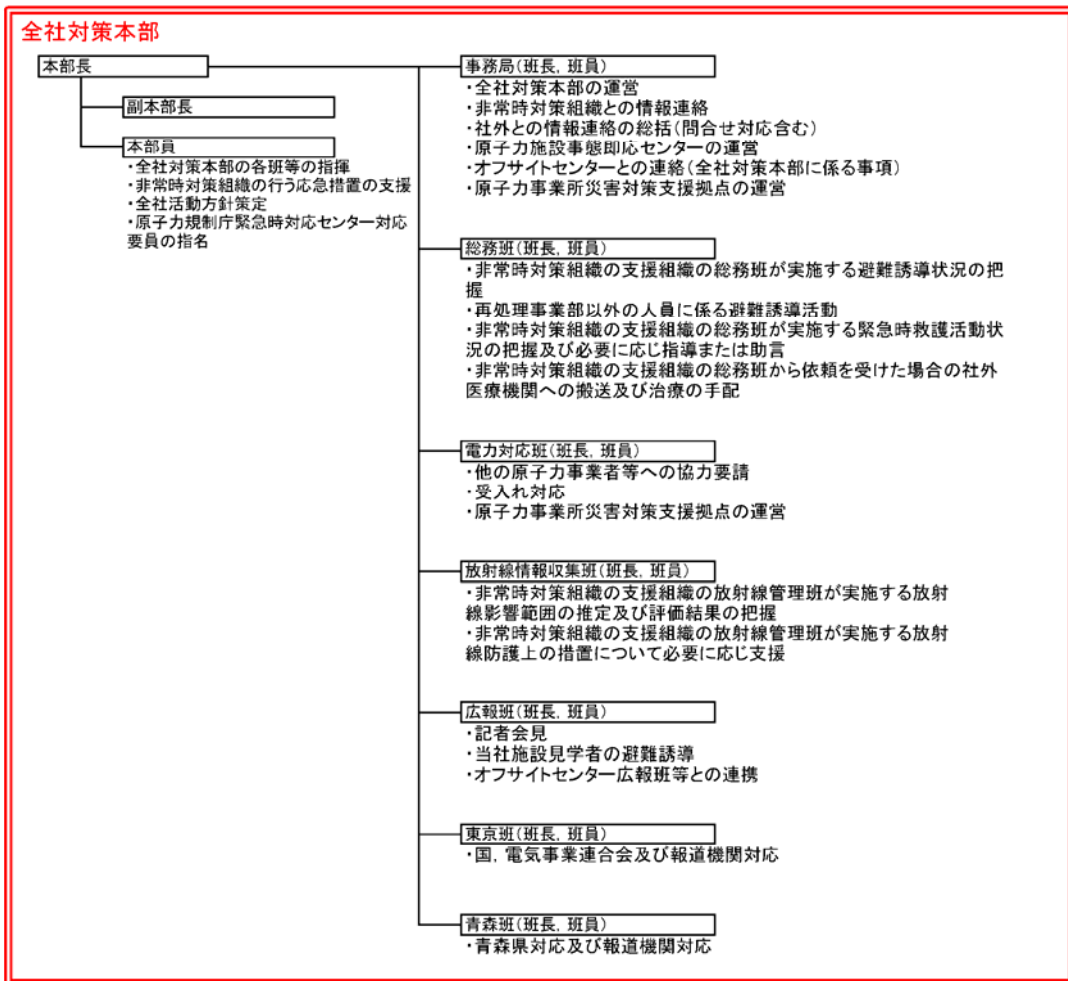 全社対策本部
本部長
副本部長
本部員
・全社対策本部の各班等の指揮
・非常時対策組織の行う応急措置の支援
・全社活動方針策定
・原子力規制庁緊急時対応センター対応
要員の指名
事務局(班長, 班員)
・全社対策本部の運営
・非常時対策組織との情報連絡
・社外との情報連絡の総括(問合せ対応含む)
・原子力施設事態即応センターの運営
・オフサイトセンターとの連絡(全社対策本部に係る事項)
・原子力事業所災害対策支援拠点の運営
総務班(班長, 班員)
・非常時対策組織の支援組織の総務班が実施する避難誘導状況の把
握
・再処理事業部以外の人員に係る避難誘導活動
・非常時対策組織の支援組織の総務班が実施する緊急時救護活動状
況の把握及び必要に応じ指導または助言
・非常時対策組織の支援組織の総務班から依頼を受けた場合の社外
医療機関への搬送及び治療の手配
電力対応班(班長, 班員)
・他の原子力事業者等への協力要請
・受入れ対応
・原子力事業所災害対策支援拠点の運営
放射線情報収集班(班長, 班員)
・非常時対策組織の支援組織の放射線管理班が実施する放射
線影響範囲の推定及び評価結果の把握
・非常時対策組織の支援組織の放射線管理班が実施する放射
線防護上の措置について必要に応じ支援
広報班(班長, 班員)
・記者会見
・当社施設見学者の避難誘導
・オフサイトセンター広報班等との連携
東京班(班長, 班員)
・国, 電気事業連合会及び報道機関対応
青森班(班長, 班員)
・青森県対応及び報道機関対応